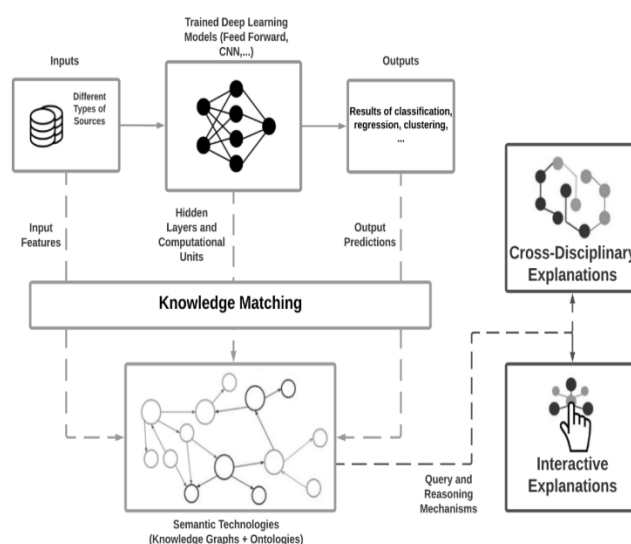 Trained Deep Learning
Models (Feed Forward,
CNN,...)
Inputs
Outputs
Different
Types of
Sources
Results of classification,
regression, clustering,
...
Input
Features
Hidden
Layers and
Computational
Units
Output
Predictions
Knowledge Matching
Cross-Disciplinary
Explanations
Interactive
Explanations
Query and
Reasoning
Mechanisms
Semantic Technologies
(Knowledge Graphs + Ontologies)